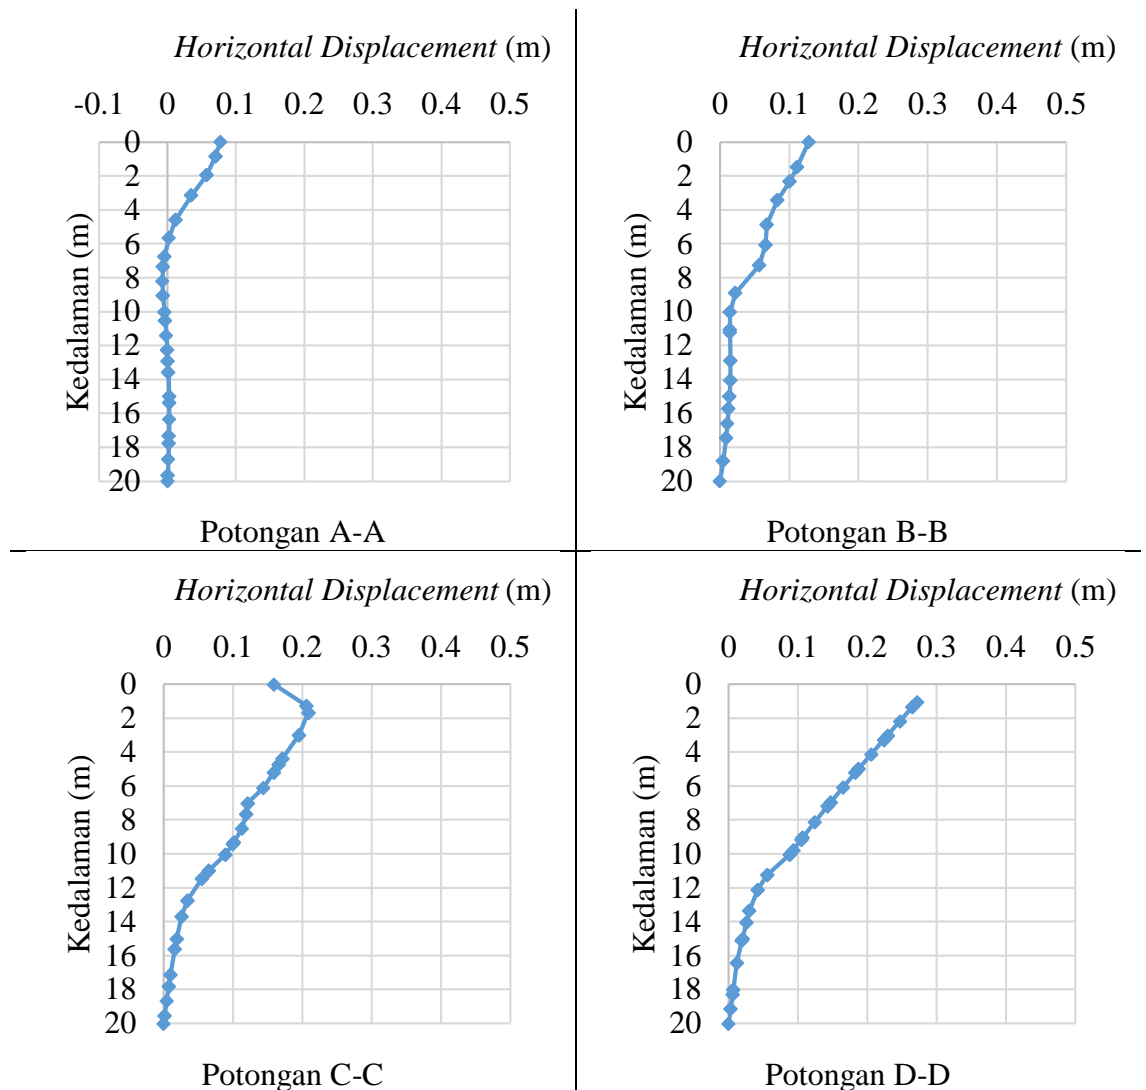 Horizontal Displacement (m)
-0.1 0 0.1 0.2 0.3 0.4 0.5
0
2
4
6
8
10
12
14
16
18
20
Kedalaman (m)
Potongan A-A
Horizontal Displacement (m)
0 0.1 0.2 0.3 0.4 0.5
0
2
4
6
8
10
12
14
16
18
20
Kedalaman (m)
Potongan B-B
Horizontal Displacement (m)
0 0.1 0.2 0.3 0.4 0.5
0
2
4
6
8
10
12
14
16
18
20
Kedalaman (m)
Potongan C-C
Horizontal Displacement (m)
0 0.1 0.2 0.3 0.4 0.5
0
2
4
6
8
10
12
14
16
18
20
Kedalaman (m)
Potongan D-D